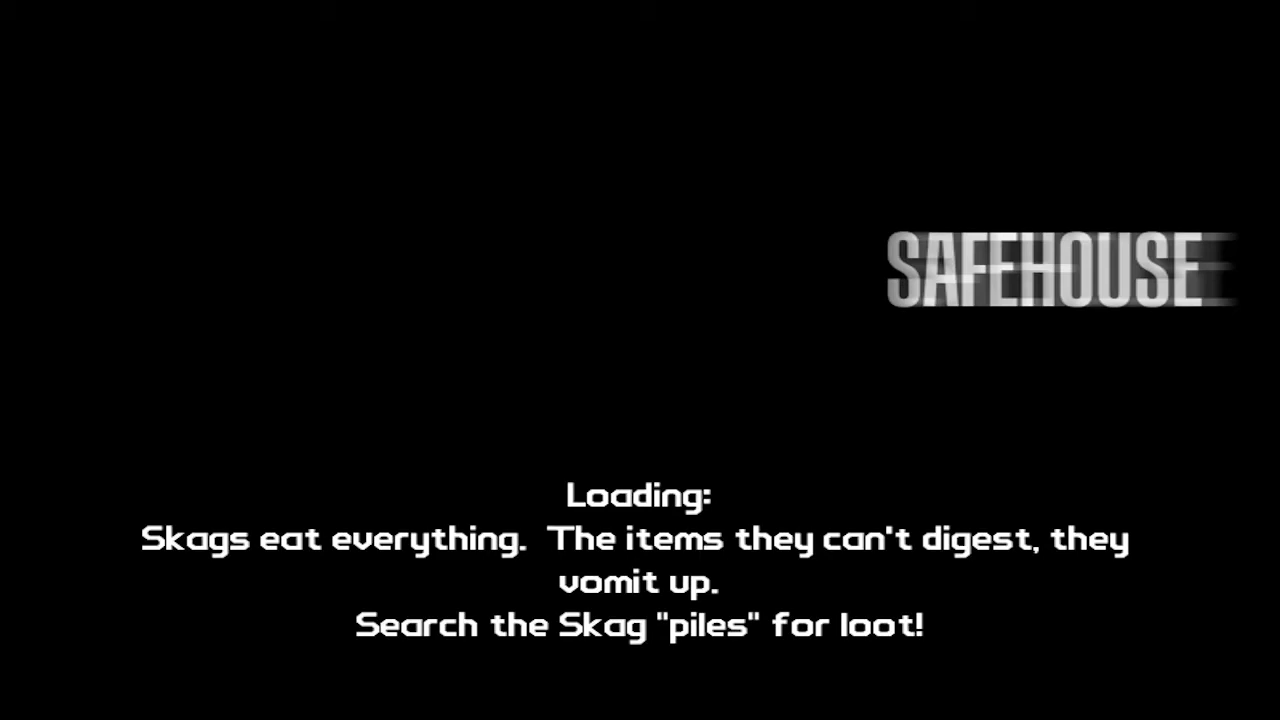 SAFEHOUSE
Loading:
Skags eat everything.  The items they can't digest, they
vomit up.
Search the Skag "piles" for loot!